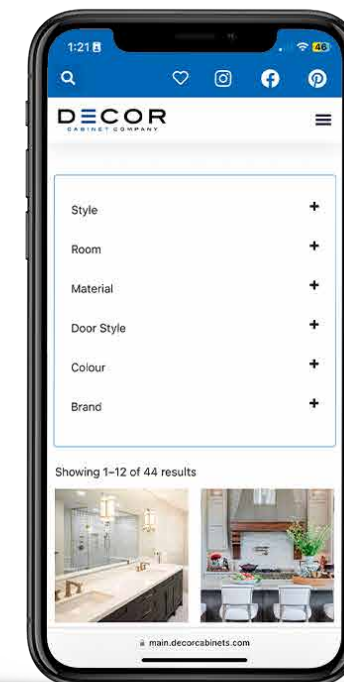 1:21
46
DECOR
CABINET COMPANY
Style +
Room +
Material +
Door Style +
Colour +
Brand +
Showing 1–12 of 44 results
main.decorcabinets.com